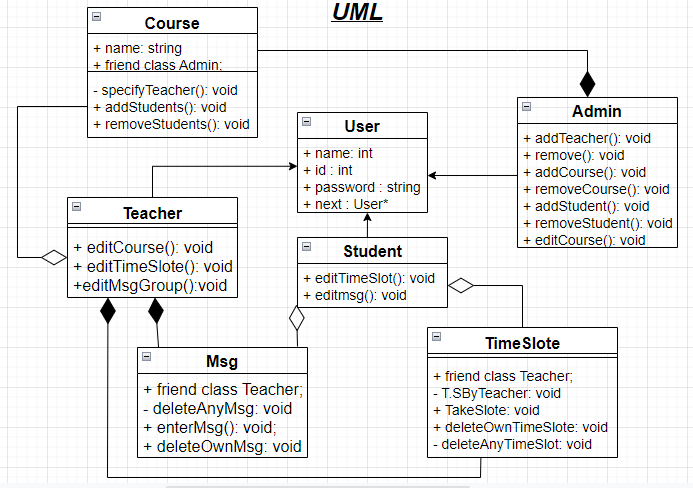 UML
Course
+ name: string
+ friend class Admin;
- specifyTeacher(): void
+ addStudents(): void
+ removeStudents(): void
User
+ name: int
+ id : int
+ password : string
+ next : User*
Admin
+ addTeacher(): void
+ remove(): void
+ addCourse(): void
+ removeCourse(): void
+ addStudent(): void
+ removeStudent(): void
+ editCourse(): void
Teacher
+ editCourse(): void
+ editTimeSlote(): void
+editMsgGroup():void
Student
+ editTimeSlot(): void
+ editmsg(): void
Msg
+ friend class Teacher;
- deleteAnyMsg: void
+ enterMsg(): void;
+ deleteOwnMsg: void
TimeSlote
+ friend class Teacher;
- T.SByTeacher: void
+ TakeSlote: void
+ deleteOwnTimeSlote: void
- deleteAnyTimeSlot: void